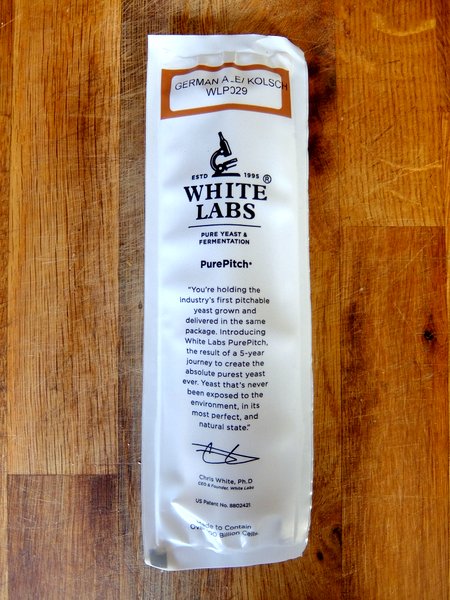 GERMAN ALE/ KOLSCH
WLP029
ESTD 1995
WHITE ®
LABS
PURE YEAST &
FERMENTATION
PurePitch®
"You're holding the
industry's first pitchable
yeast grown and
delivered in the same
package. Introducing
White Labs PurePitch,
the result of a 5-year
journey to create the
absolute purest yeast
ever. Yeast that's never
been exposed to the
environment, in its
most perfect, and
natural state."
Chris White, Ph.D
CEO & Founder, White Labs
US Patent No. 8802421
to Contain
Billion Cells